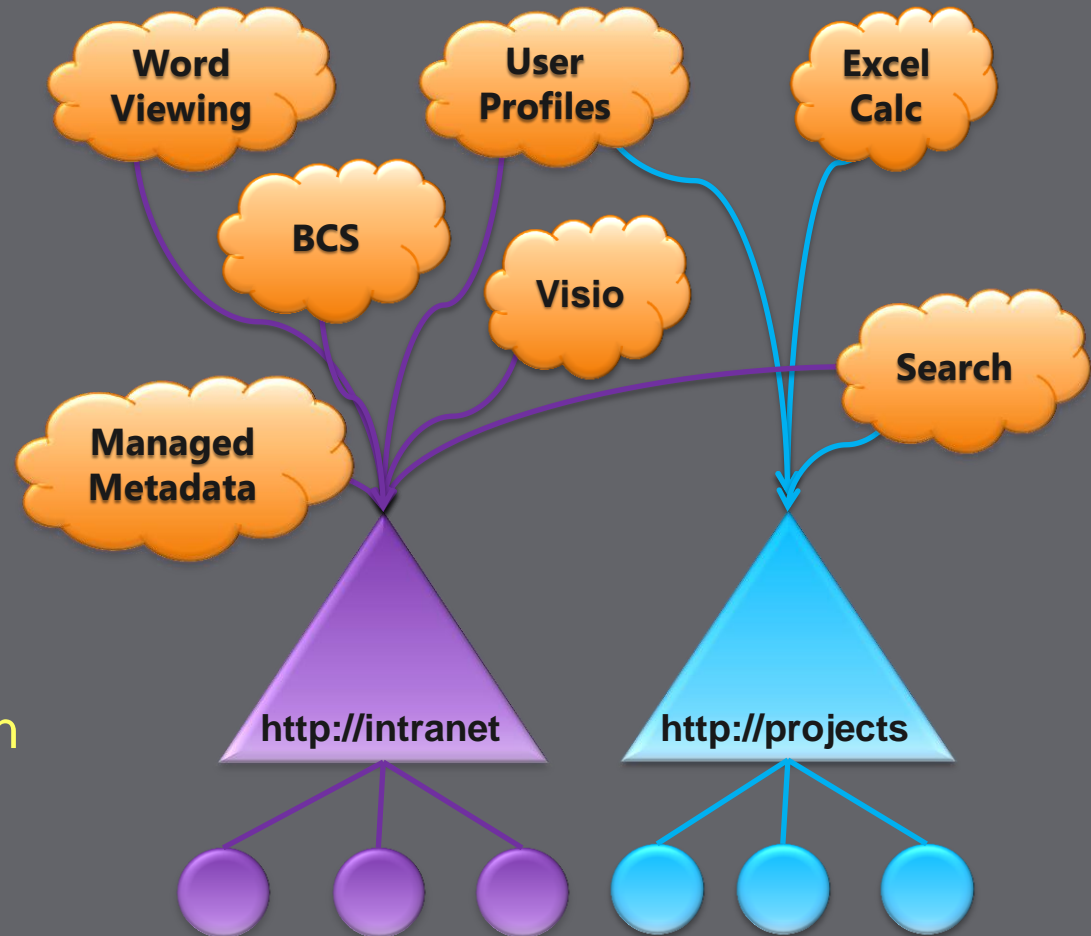 Word
Viewing
User
Profiles
Excel
Calc
BCS
Visio
Search
Managed
Metadata
http://intranet
http://projects